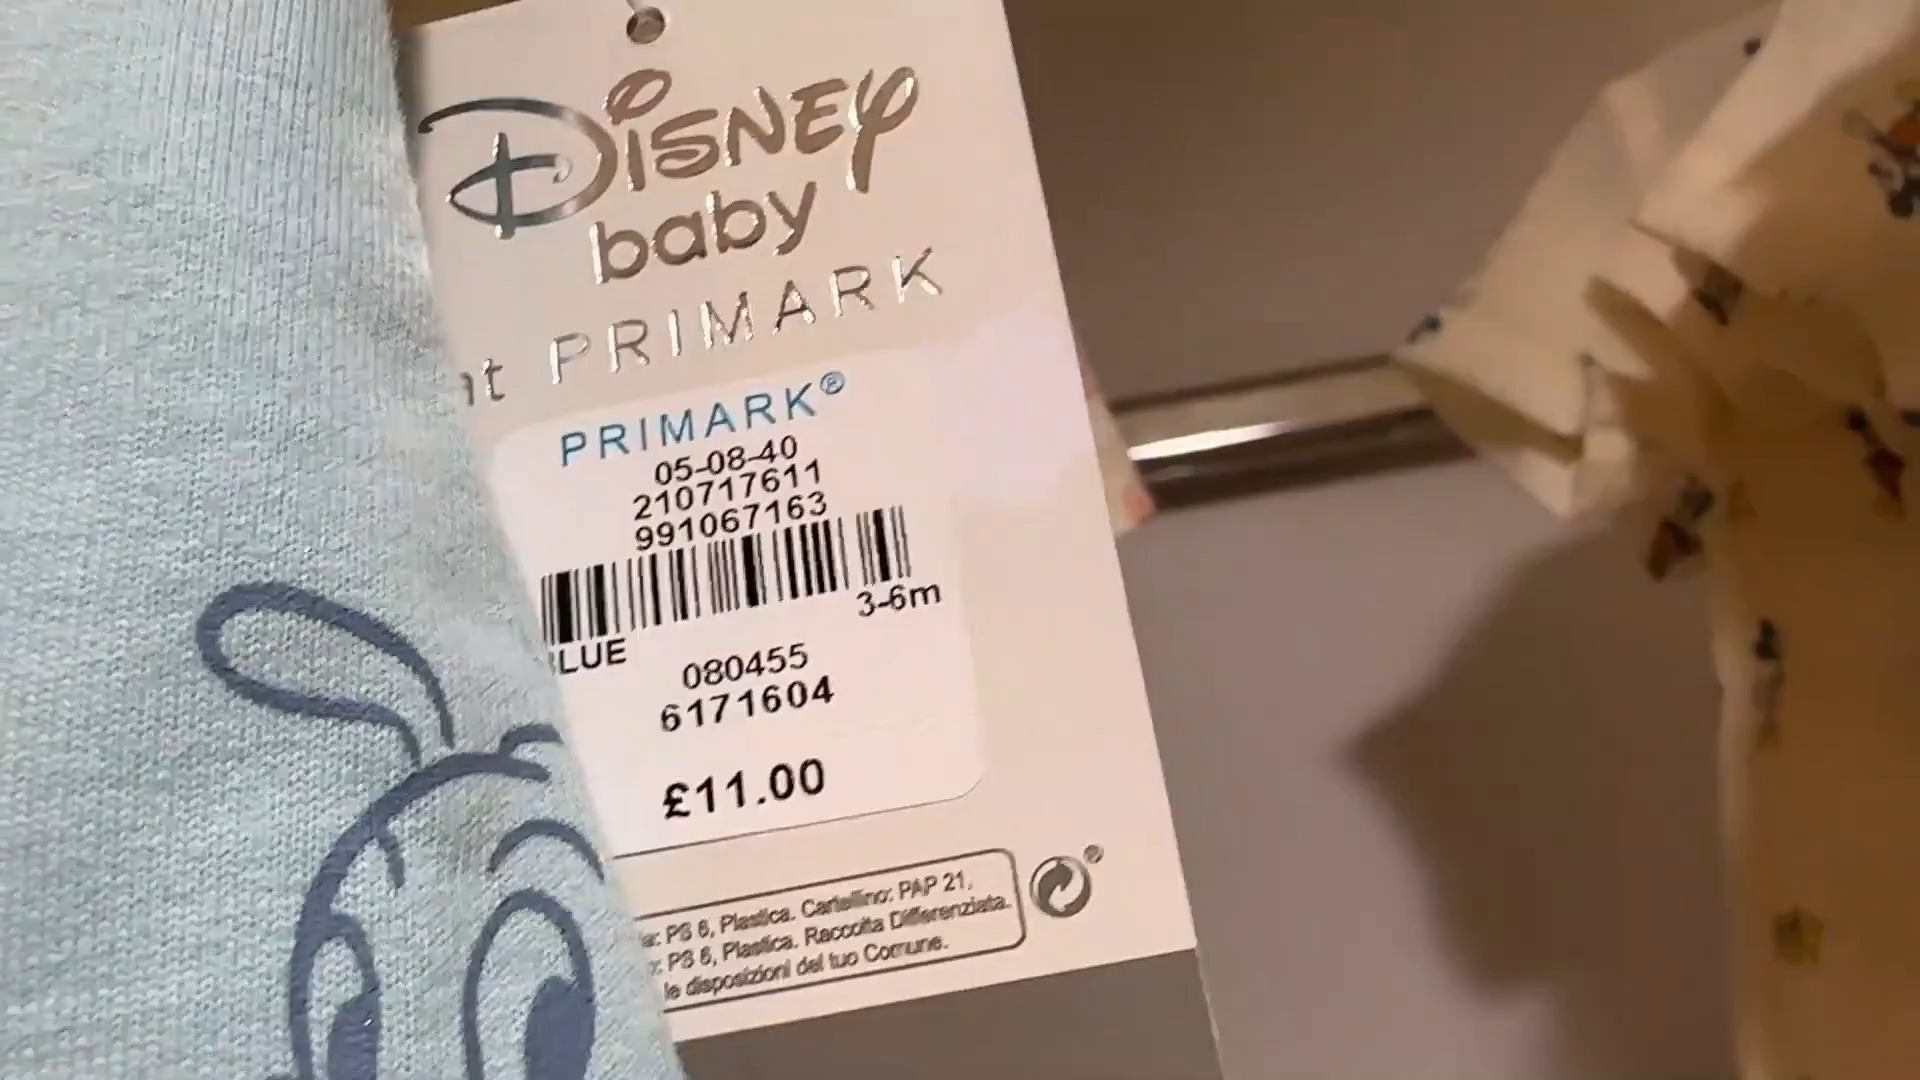 Disney
baby
at PRIMARK
PRIMARK®
05-08-40
210717611
991067163
3-6m
LUE
080455
6171604
£11.00
PS 6, Plastica. Cartellino: PAP 21,
PS 6, Plastica. Raccolta Differenziata.
le disposizioni del tuo Comune.